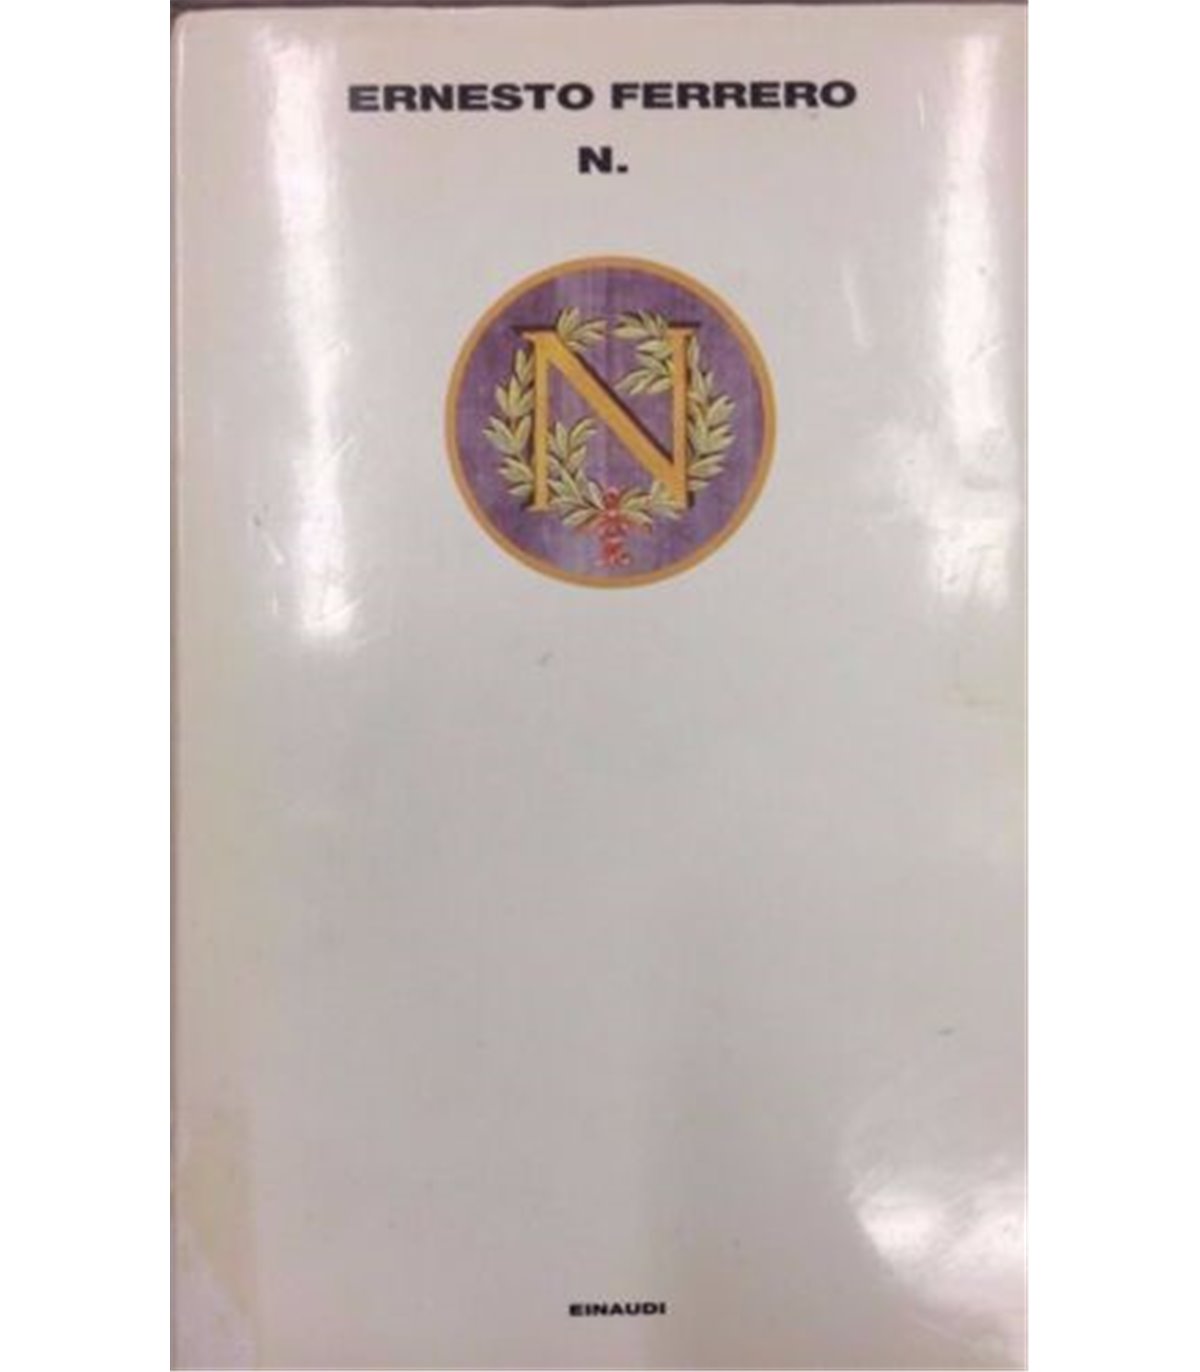 ERNESTO FERRERO
N.
N
EINAUDI